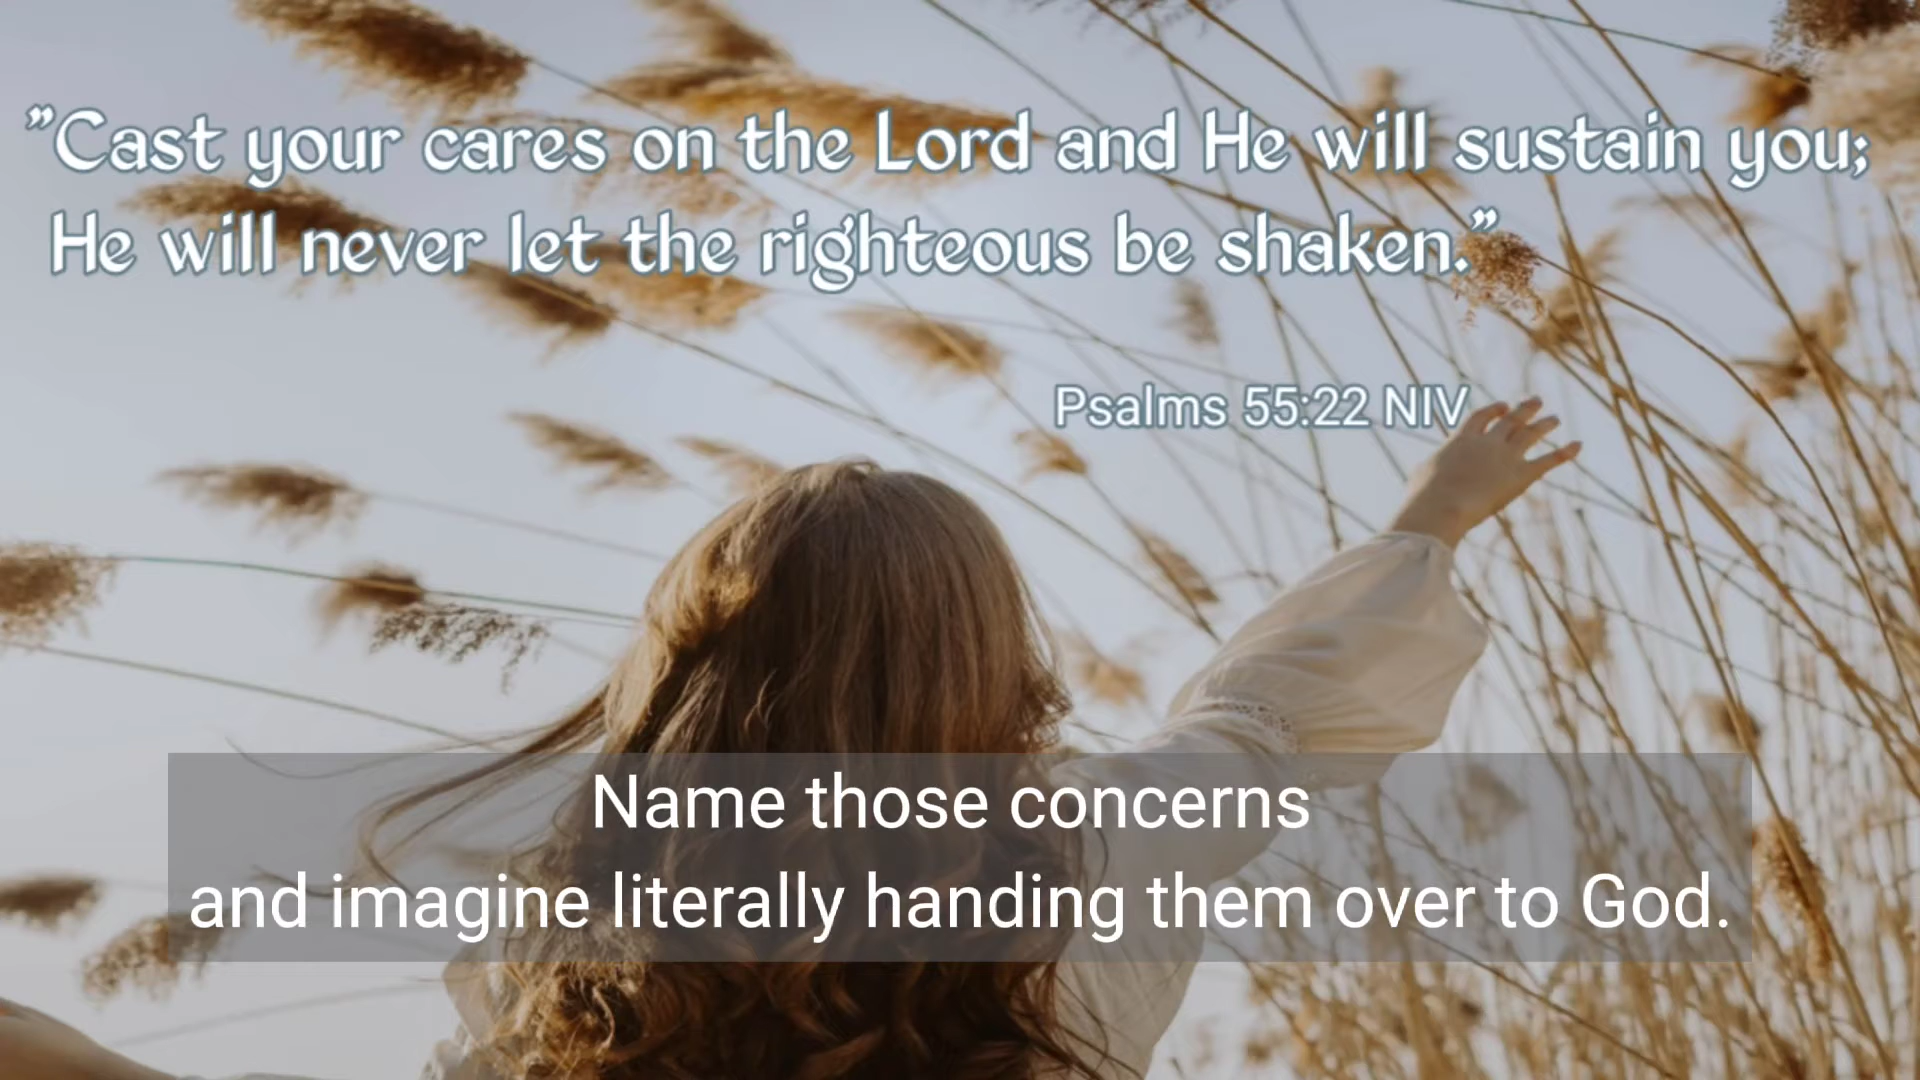 ”Cast your cares on the Lord and He will sustain you;
He will never let the righteous be shaken.”
Psalms 55:22 NIV
Name those concerns
and imagine literally handing them over to God.